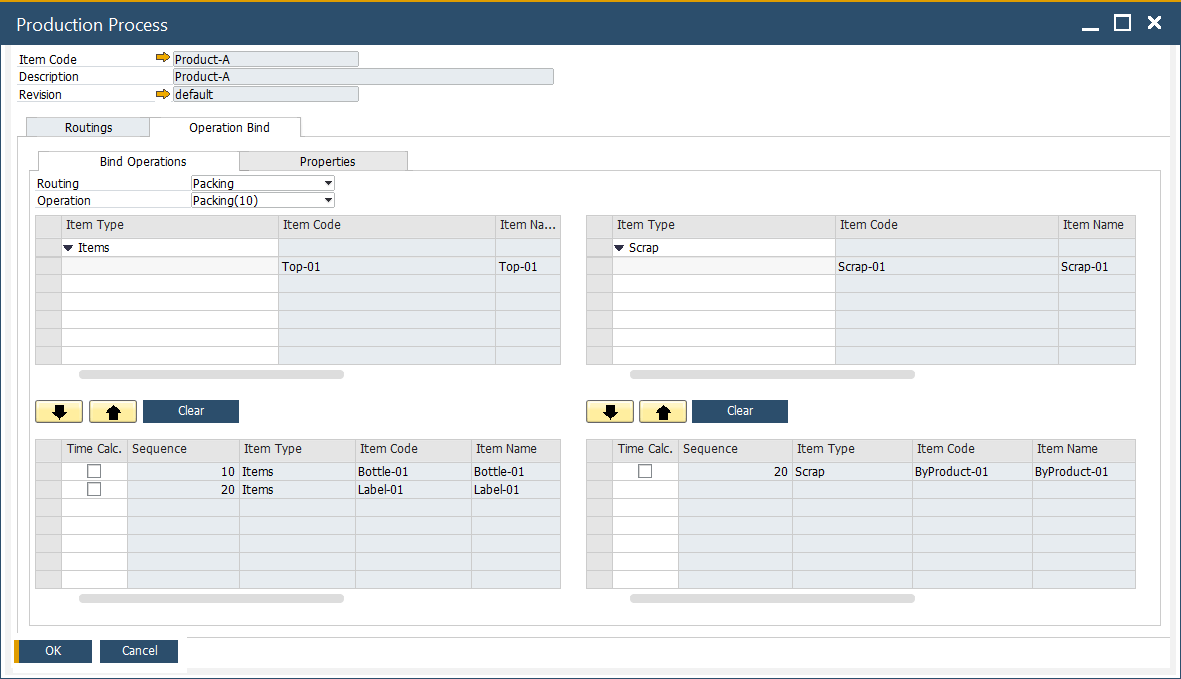 Production Process
Item Code Product-A
Description Product-A
Revision default
Routings Operation Bind
Bind Operations Properties
Routing Packing
Operation Packing(10)
Item Type Item Code Item Na... Item Type Item Code Item Name
Items Scrap
Top-01 Top-01 Scrap-01 Scrap-01
Clear Clear
Time Calc. Sequence Item Type Item Code Item Name Time Calc. Sequence Item Type Item Code Item Name
10 Items Bottle-01 Bottle-01 20 Scrap ByProduct-01 ByProduct-01
20 Items Label-01 Label-01
OK Cancel